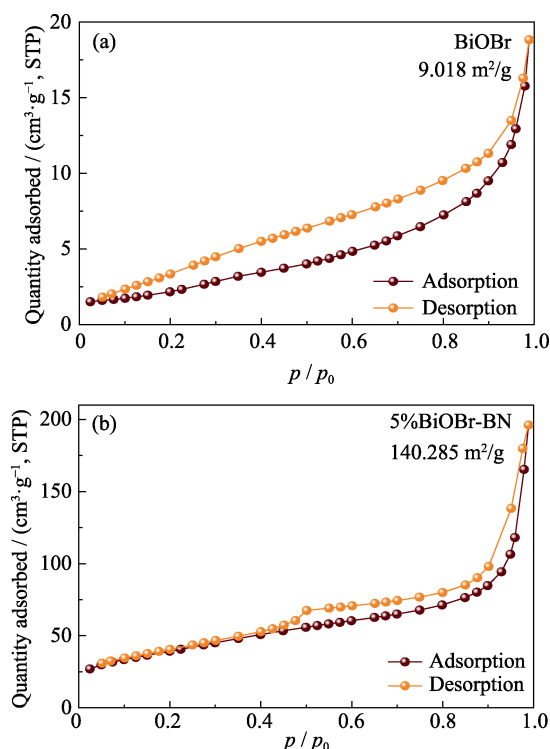 (a)
BiOBr
9.018 m²/g
Quantity adsorbed / (cm³·g⁻¹, STP)
20
15
10
5
0
Adsorption
Desorption
0.2 0.4 0.6 0.8 1.0
p / p₀
(b)
5%BiOBr-BN
140.285 m²/g
Quantity adsorbed / (cm³·g⁻¹, STP)
200
150
100
50
0
Adsorption
Desorption
0 0.2 0.4 0.6 0.8 1.0
p / p₀